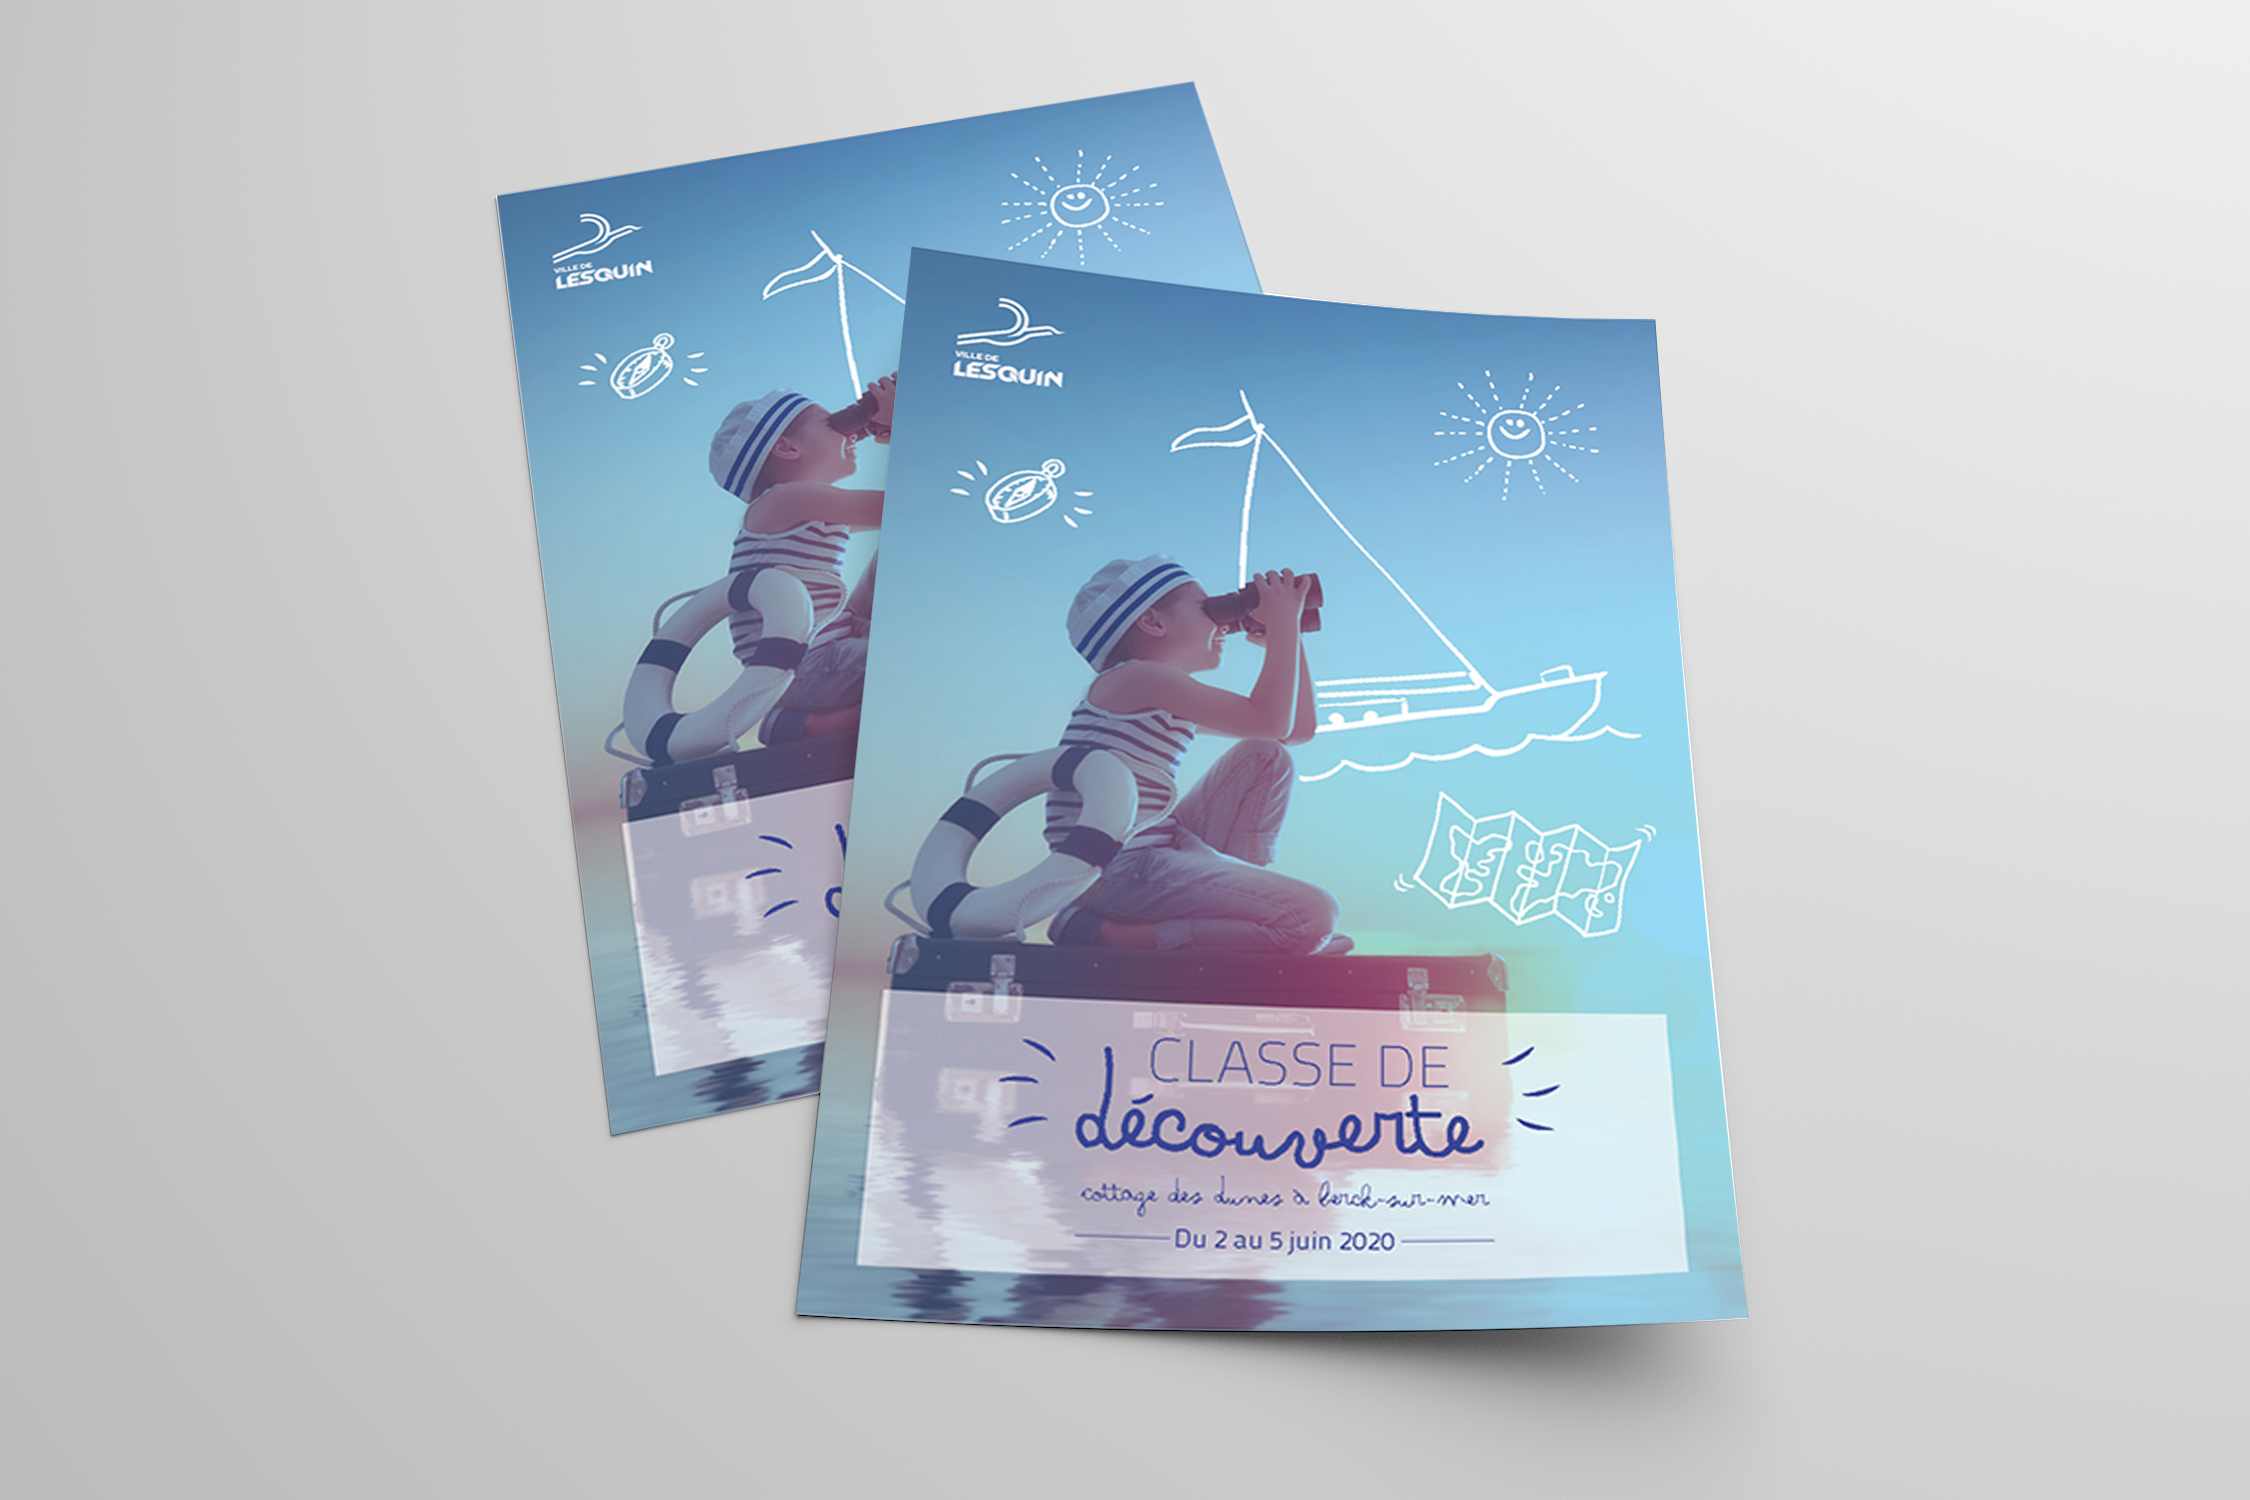 VILLE DE
LESQUIN
VILLE DE
LESQUIN
CLASSE DE
découverte
cottage des dunes à berck-sur-mer
Du 2 au 5 juin 2020